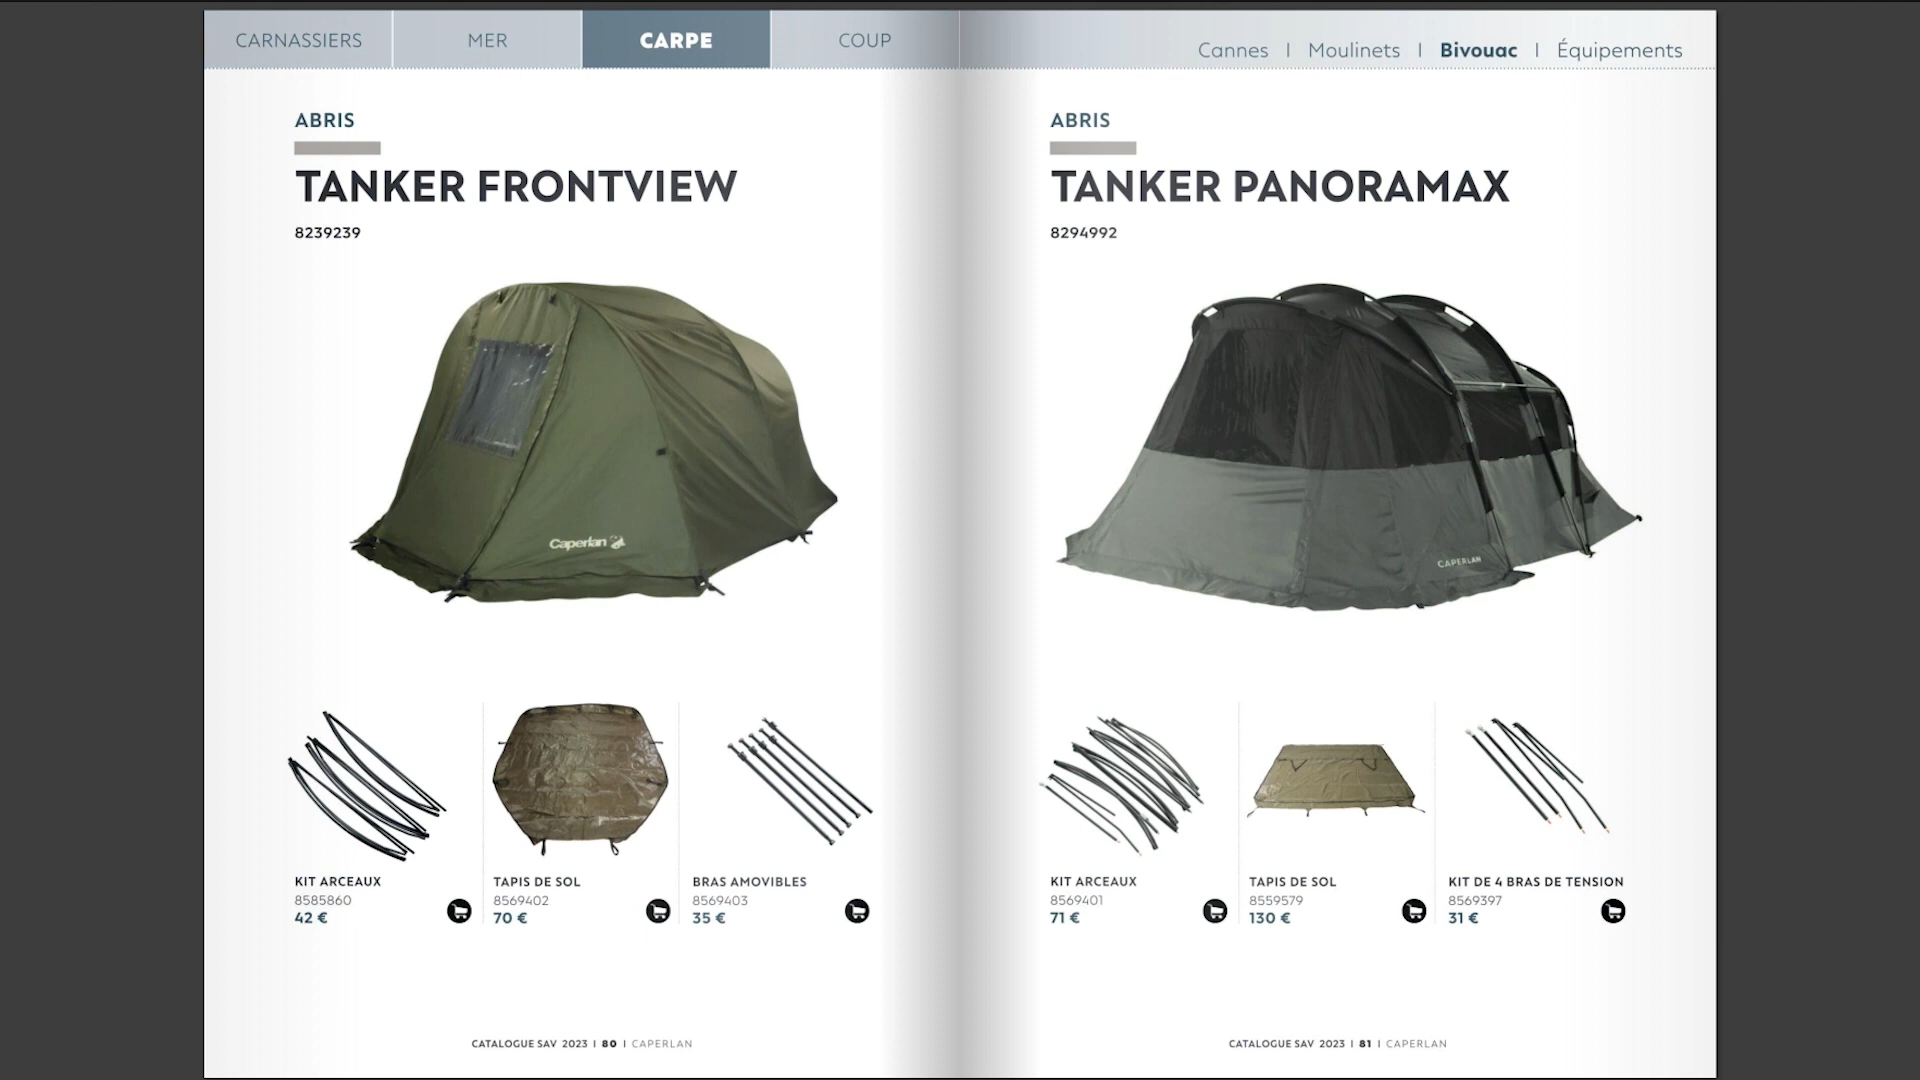 CARNASSIERS
MER
CARPE
COUP
Cannes | Moulinets | Bivouac | Équipements
ABRIS
TANKER FRONTVIEW
8239239
Caperlan
KIT ARCEAUX
8585860
42 €
TAPIS DE SOL
8569402
70 €
BRAS AMOVIBLES
8569403
35 €
CATALOGUE SAV 2023 | 80 | CAPERLAN
ABRIS
TANKER PANORAMAX
8294992
CAPERLAN
KIT ARCEAUX
8569401
71 €
TAPIS DE SOL
8559579
130 €
KIT DE 4 BRAS DE TENSION
8569397
31 €
CATALOGUE SAV 2023 | 81 | CAPERLAN